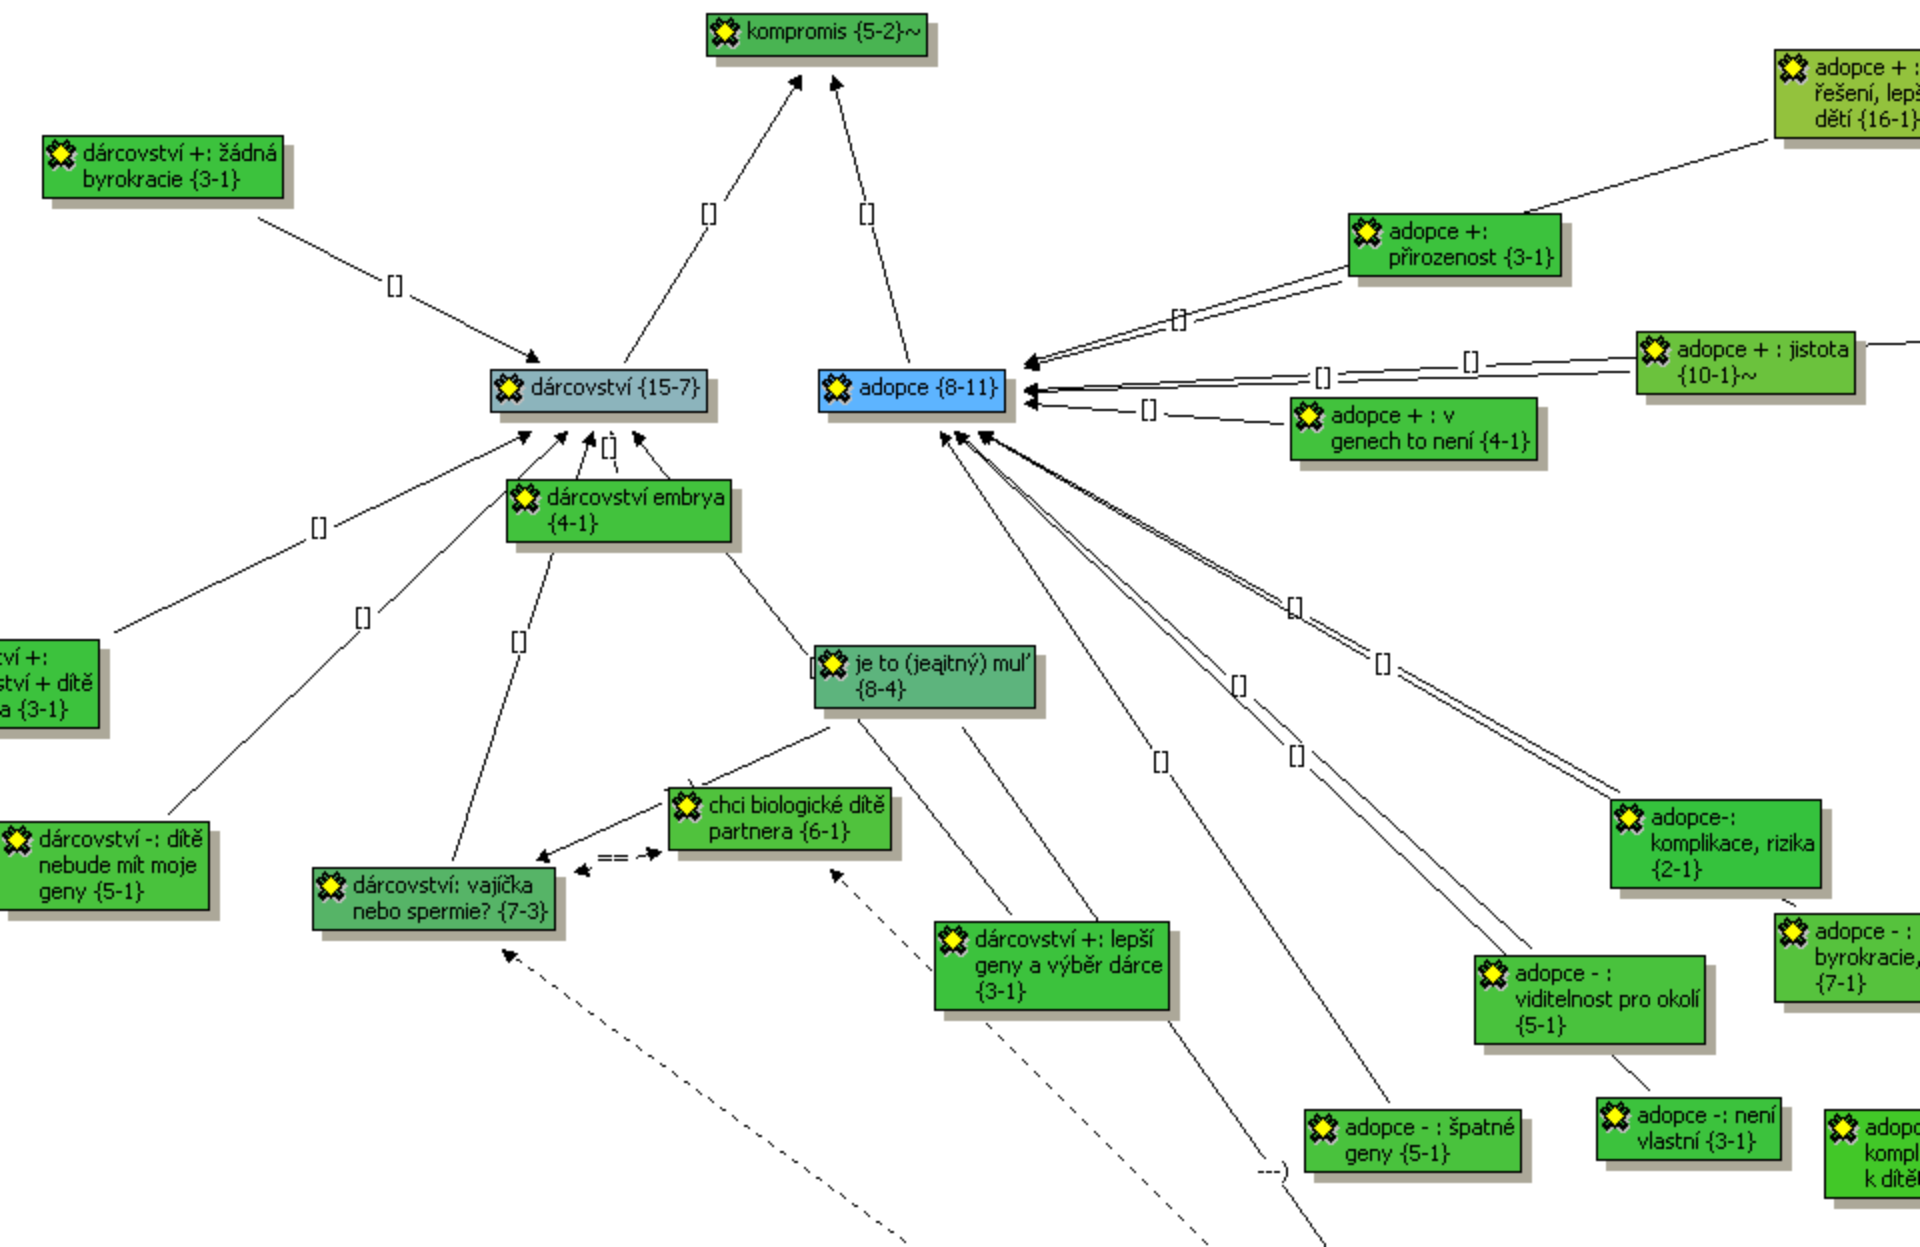 kompromis {5-2}~
adopce + :
řešení, lepš
dětí {16-1}
dárcovství +: žádná
byrokracie {3-1}
adopce +:
přirozenost {3-1}
adopce + : jistota
{10-1}~
dárcovství {15-7}
adopce {8-11}
adopce + : v
genech to není {4-1}
dárcovství embrya
{4-1}
ví +:
ství + dítě
a {3-1}
je to (jeąitný) muľ
{8-4}
chci biologické dítě
partnera {6-1}
==
dárcovství -: dítě
nebude mít moje
geny {5-1}
dárcovství: vajíčka
nebo spermie? {7-3}
adopce-:
komplikace, rizika
{2-1}
dárcovství +: lepší
geny a výběr dárce
{3-1}
adopce - :
byrokracie,
{7-1}
adopce - :
viditelnost pro okolí
{5-1}
adopce - : špatné
geny {5-1}
adopce -: není
vlastní {3-1}
adopc
kompl
k dítě